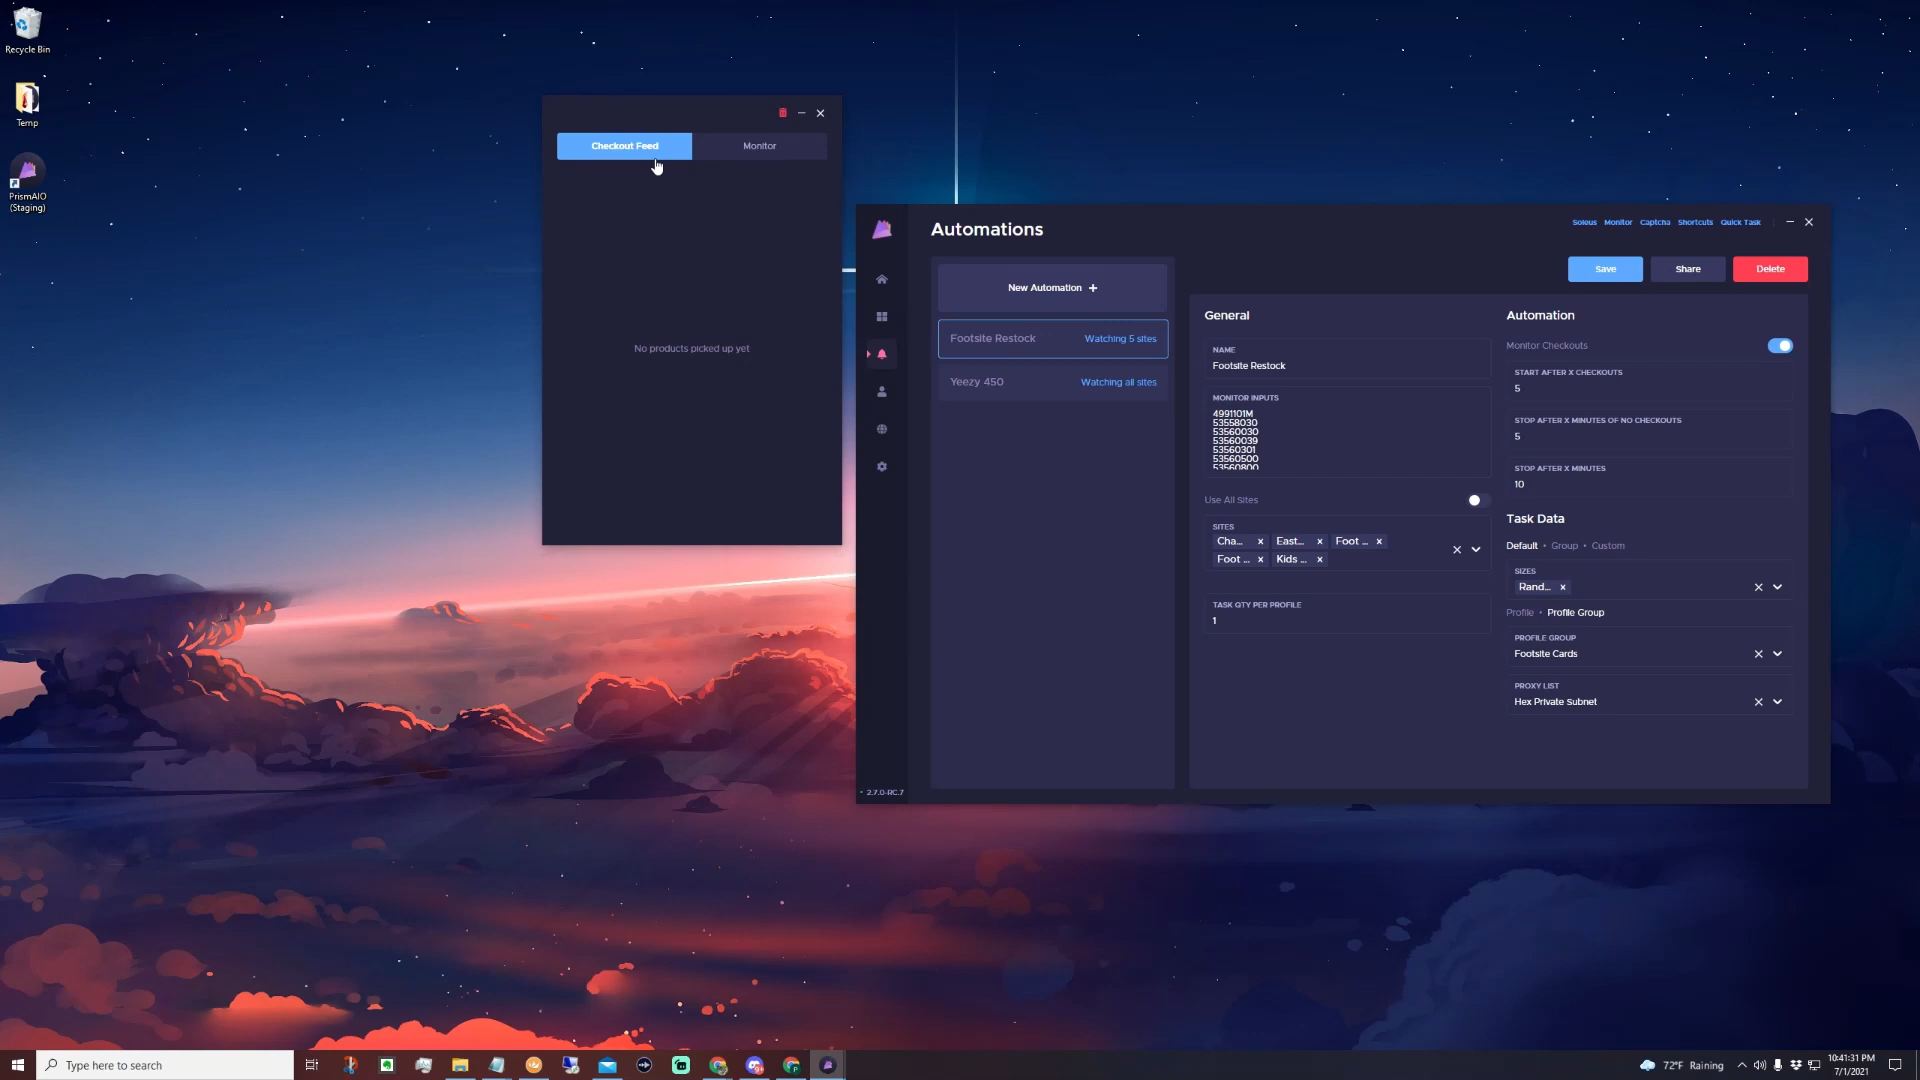 Recycle Bin
Temp
PrismAIO
(Staging)
Checkout Feed
Monitor
No products picked up yet
Automations
Soleus Monitor Captcha Shortcuts Quick Task
Save
Share
Delete
New Automation +
Footsite Restock
Watching 5 sites
Yeezy 450
Watching all sites
General
NAME
Footsite Restock
MONITOR INPUTS
4991101M
53558030
53560030
53560039
53560301
53560500
53560800
Use All Sites
SITES
Cha... × East... × Foot ... ×
Foot ... × Kids ... ×
TASK QTY PER PROFILE
1
Automation
Monitor Checkouts
START AFTER X CHECKOUTS
5
STOP AFTER X MINUTES OF NO CHECKOUTS
5
STOP AFTER X MINUTES
10
Task Data
Default • Group • Custom
SIZES
Rand... ×
Profile • Profile Group
PROFILE GROUP
Footsite Cards
PROXY LIST
Hex Private Subnet
2.7.0-RC.7
Type here to search
72°F Raining
10:41:31 PM
7/1/2021